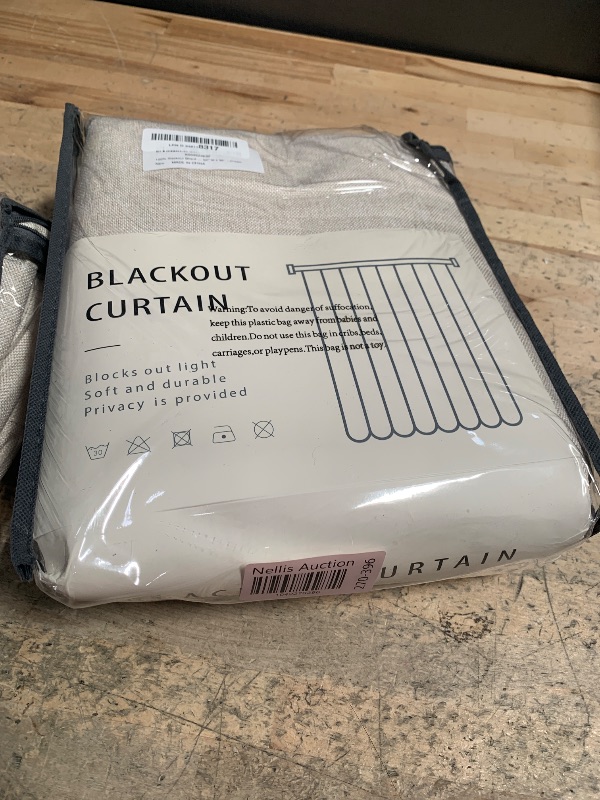 8317
BLACKOUT
CURTAIN
Warning:To avoid danger of suffocation,
keep this plastic bag away from babies and
children.Do not use this bag in cribs,beds,
carriages,or playpens.This bag is not a toy.
Blocks out light
Soft and durable
Privacy is provided
30
Nellis Auction
270-396
URTAIN